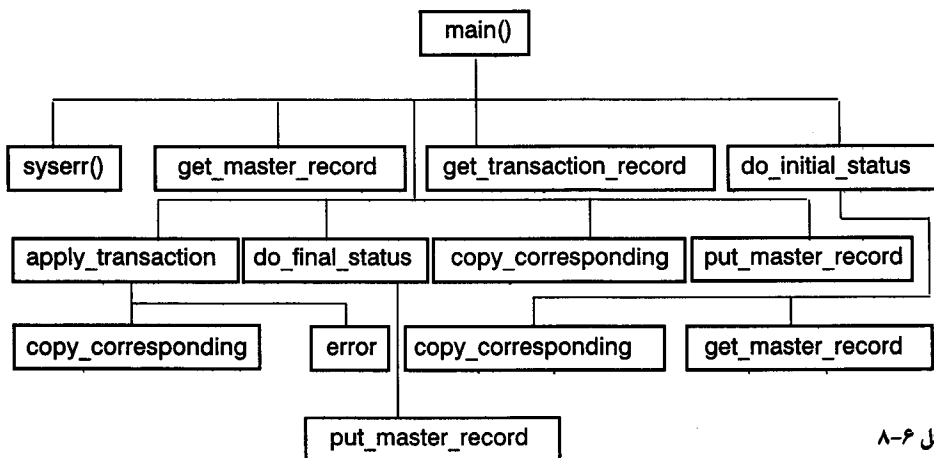 main()
syserr()
get_master_record
get_transaction_record
do_initial_status
apply_transaction
do_final_status
copy_corresponding
put_master_record
copy_corresponding
error
copy_corresponding
get_master_record
put_master_record
۸-۶